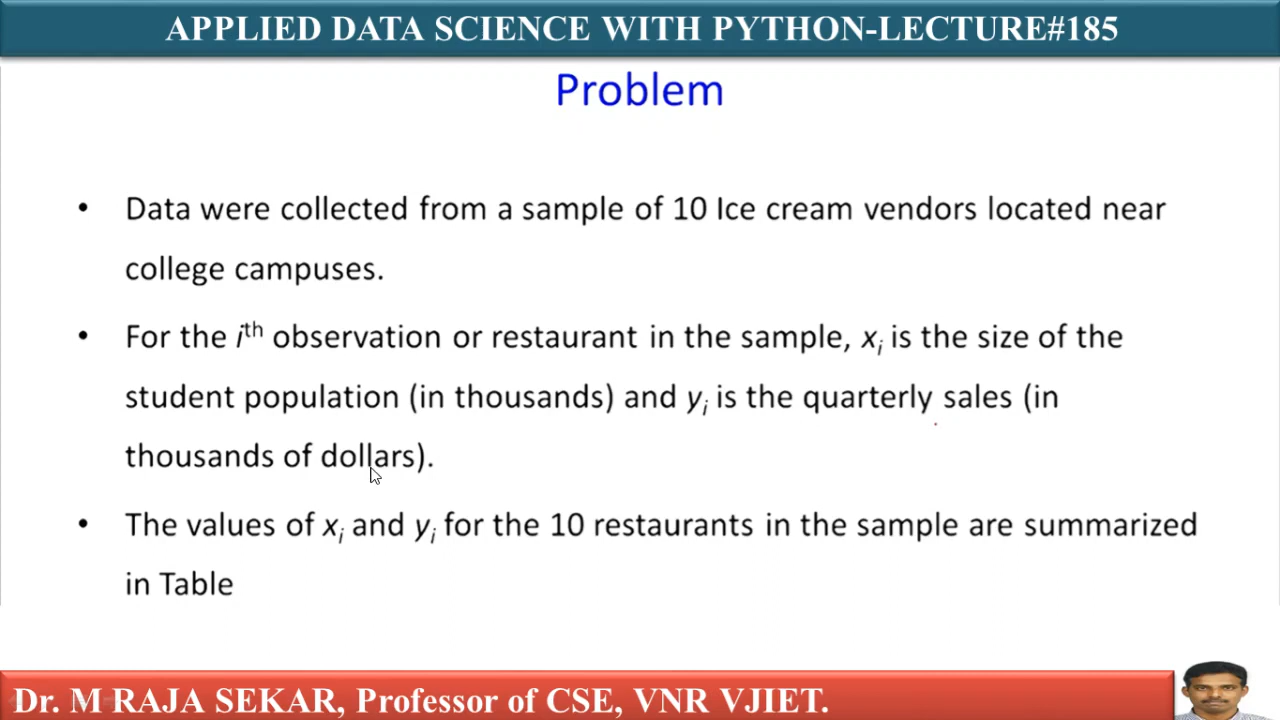 APPLIED DATA SCIENCE WITH PYTHON-LECTURE#185
Problem
• Data were collected from a sample of 10 Ice cream vendors located near
college campuses.
• For the iᵗʰ observation or restaurant in the sample, xᵢ is the size of the
student population (in thousands) and yᵢ is the quarterly sales (in
thousands of dollars).
• The values of xᵢ and yᵢ for the 10 restaurants in the sample are summarized
in Table
Dr. M RAJA SEKAR, Professor of CSE, VNR VJIET.